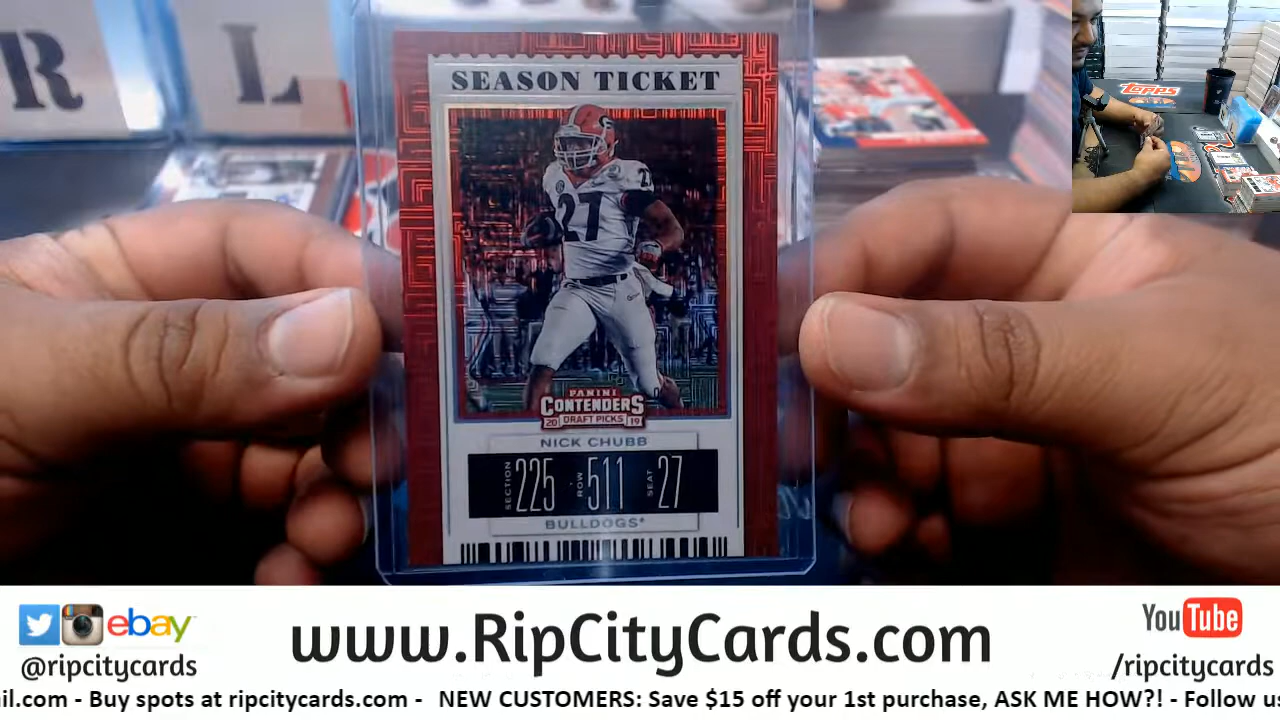 R L
Topps
SEASON TICKET
27
27
G
PANINI
CONTENDERS
20 DRAFT PICKS 19
NICK CHUBB
SECTION 225 ROW 511 SEAT 27
BULLDOGS*
ebay
@ripcitycards
www.RipCityCards.com
YouTube
/ripcitycards
il.com - Buy spots at ripcitycards.com - NEW CUSTOMERS: Save $15 off your 1st purchase, ASK ME HOW?! - Follow us